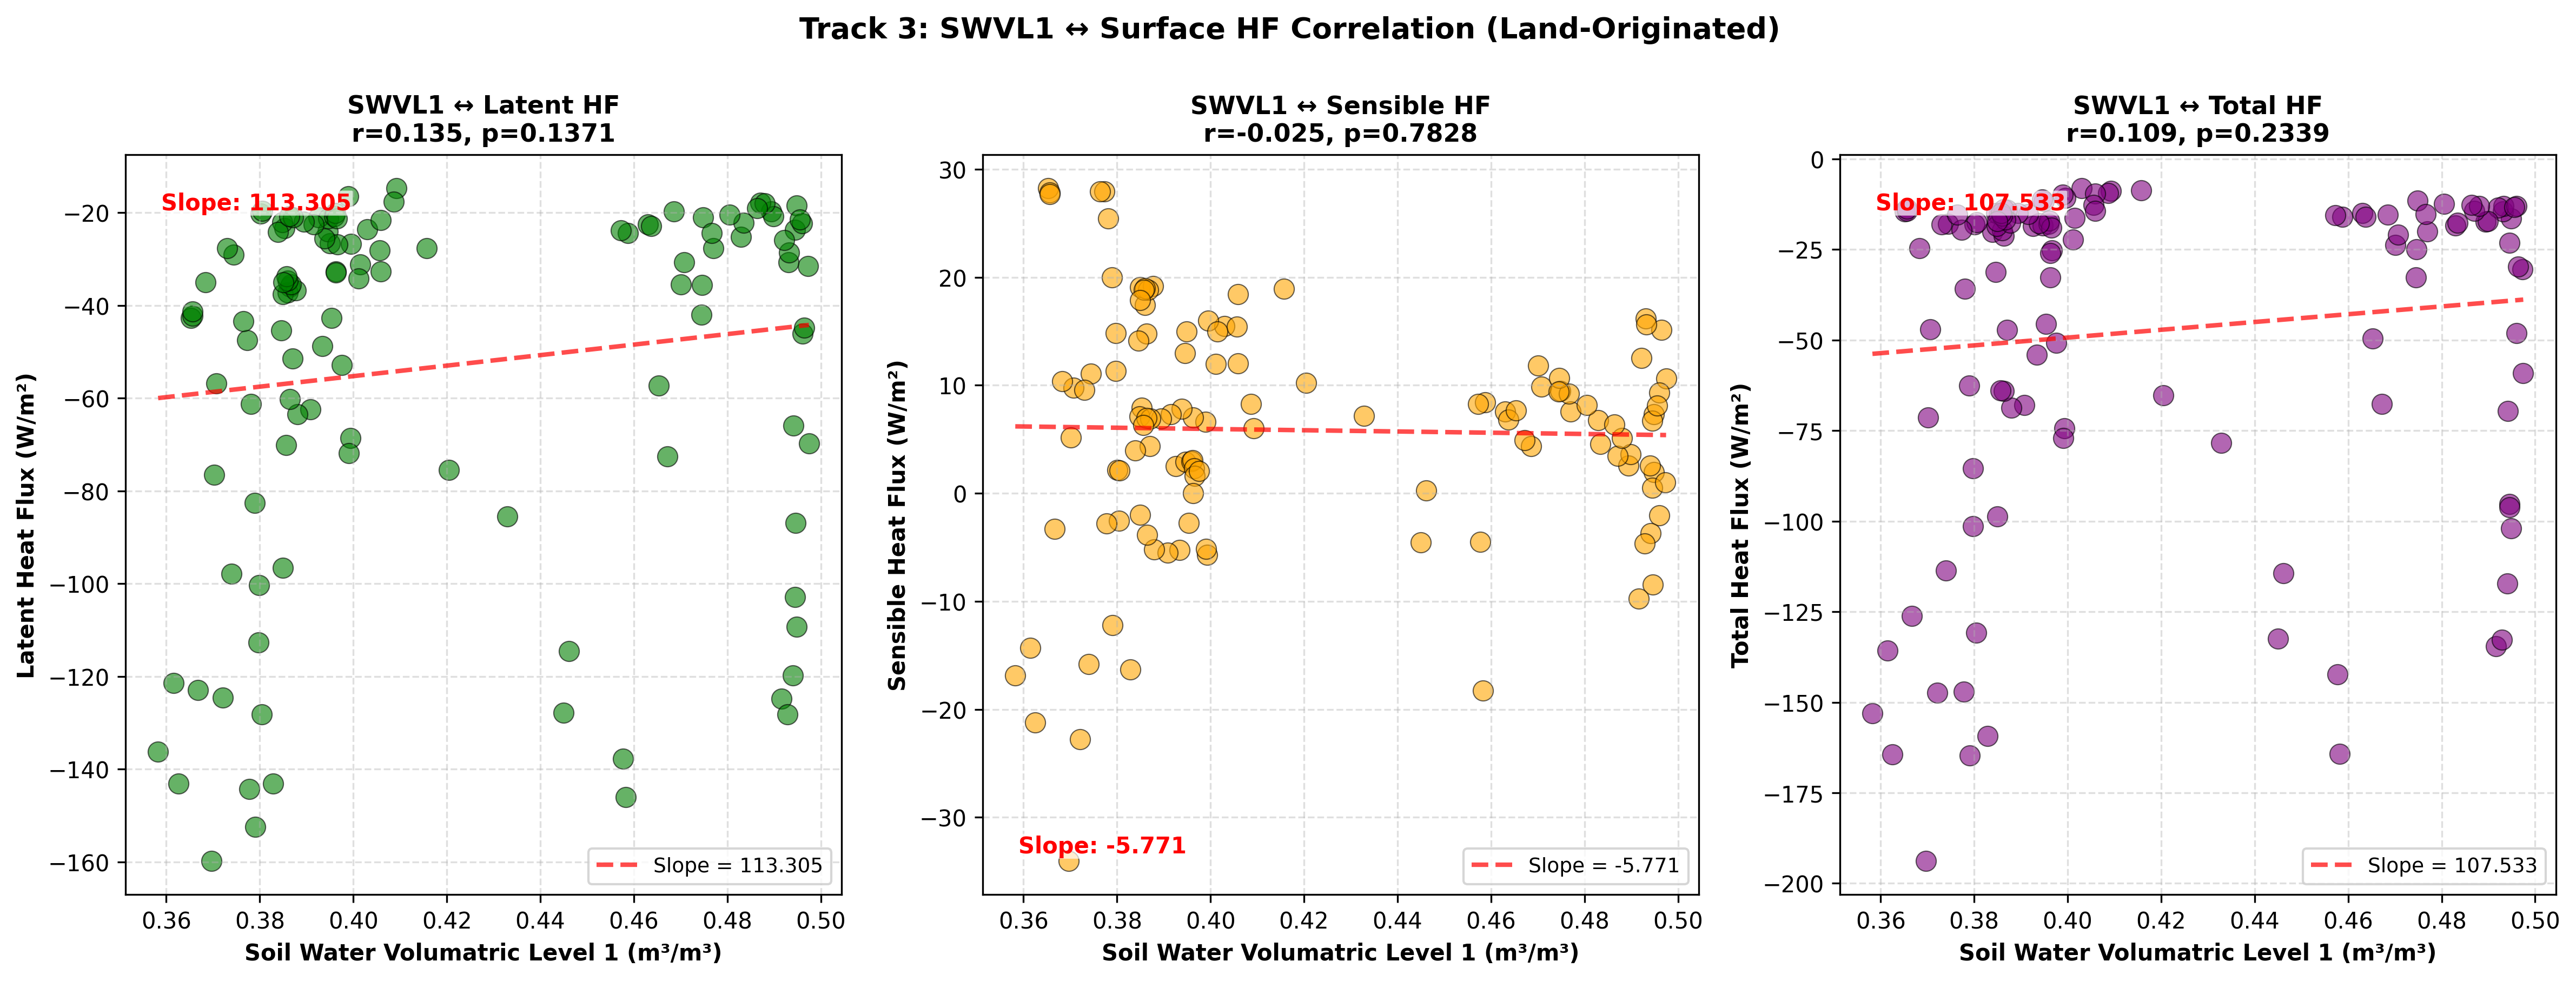 Track 3: SWVL1 ↔ Surface HF Correlation (Land-Originated)
SWVL1 ↔ Latent HF
r=0.135, p=0.1371
Slope: 113.305
Latent Heat Flux (W/m²)
−20
−40
−60
−80
−100
−120
−140
−160
Slope = 113.305
0.36 0.38 0.40 0.42 0.44 0.46 0.48 0.50
Soil Water Volumatric Level 1 (m³/m³)
SWVL1 ↔ Sensible HF
r=-0.025, p=0.7828
Sensible Heat Flux (W/m²)
30
20
10
0
−10
−20
−30
Slope: -5.771
Slope = -5.771
0.36 0.38 0.40 0.42 0.44 0.46 0.48 0.50
Soil Water Volumatric Level 1 (m³/m³)
SWVL1 ↔ Total HF
r=0.109, p=0.2339
Slope: 107.533
Total Heat Flux (W/m²)
0
−25
−50
−75
−100
−125
−150
−175
−200
Slope = 107.533
0.36 0.38 0.40 0.42 0.44 0.46 0.48 0.50
Soil Water Volumatric Level 1 (m³/m³)